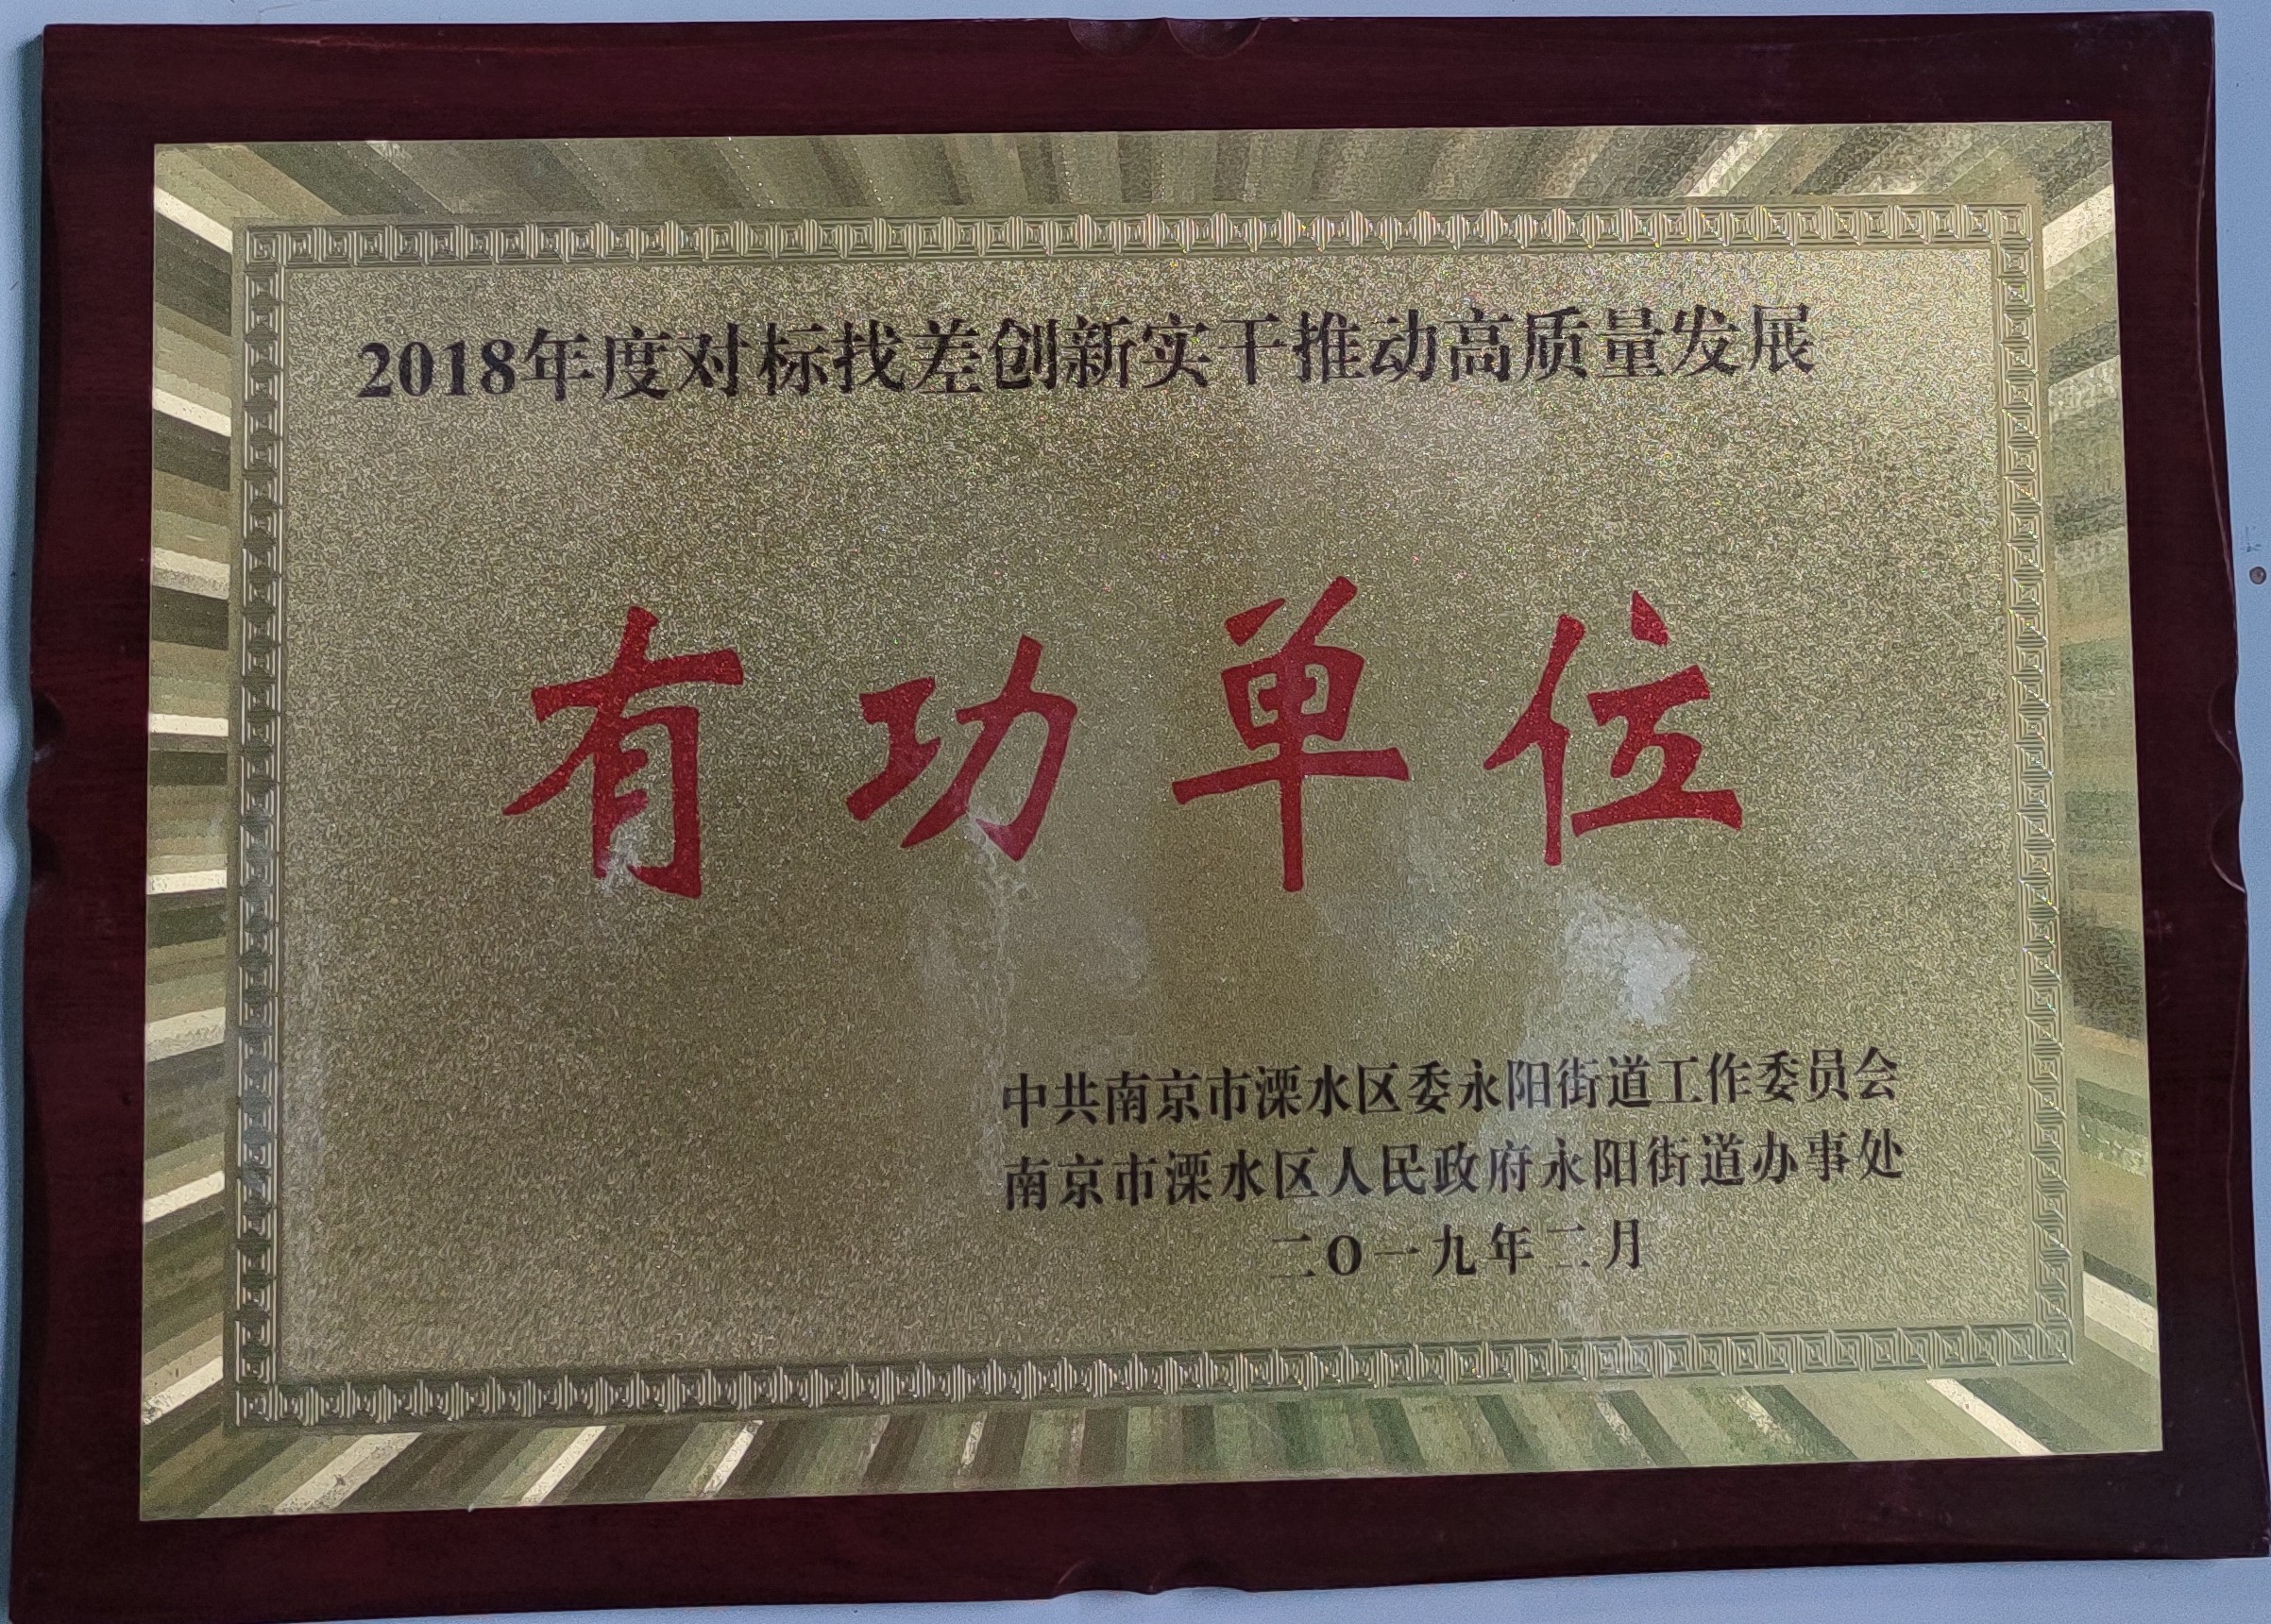 2018年度对标找差创新实干推动高质量发展
有功单位
中共南京市溧水区委永阳街道工作委员会
南京市溧水区人民政府永阳街道办事处
二O一九年二月